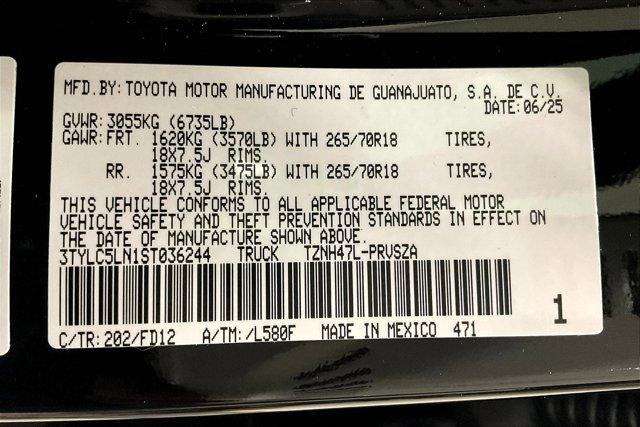 MFD.BY: TOYOTA MOTOR MANUFACTURING DE GUANAJUATO, S.A. DE C.V.
DATE: 06/25
GVWR: 3055KG (6735LB)
GAWR: FRT. 1620KG (3570LB) WITH 265/70R18 TIRES,
18X7.5J RIMS.
RR. 1575KG (3475LB) WITH 265/70R18 TIRES,
18X7.5J RIMS.
THIS VEHICLE CONFORMS TO ALL APPLICABLE FEDERAL MOTOR
VEHICLE SAFETY AND THEFT PREVENTION STANDARDS IN EFFECT ON
THE DATE OF MANUFACTURE SHOWN ABOVE.
3TYLC5LN1ST036244 TRUCK TZNH47L-PRVSZA
1
C/TR: 202/FD12 A/TM: /L580F MADE IN MEXICO 471